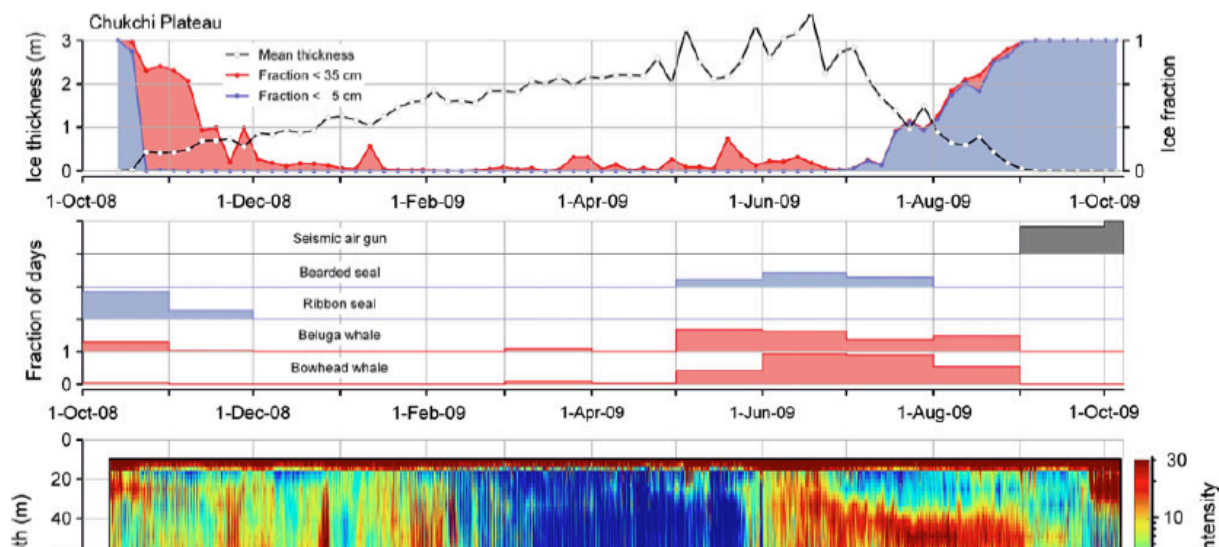 Chukchi Plateau
Ice thickness (m)
3
2
1
0
Mean thickness
Fraction < 35 cm
Fraction < 5 cm
1
0
Ice fraction
1-Oct-08 1-Dec-08 1-Feb-09 1-Apr-09 1-Jun-09 1-Aug-09 1-Oct-09
Fraction of days
Seismic air gun
Bearded seal
Ribbon seal
Beluga whale
1
Bowhead whale
0
1-Oct-08 1-Dec-08 1-Feb-09 1-Apr-09 1-Jun-09 1-Aug-09 1-Oct-09
0
20
40
th (m)
30
10
ntensity